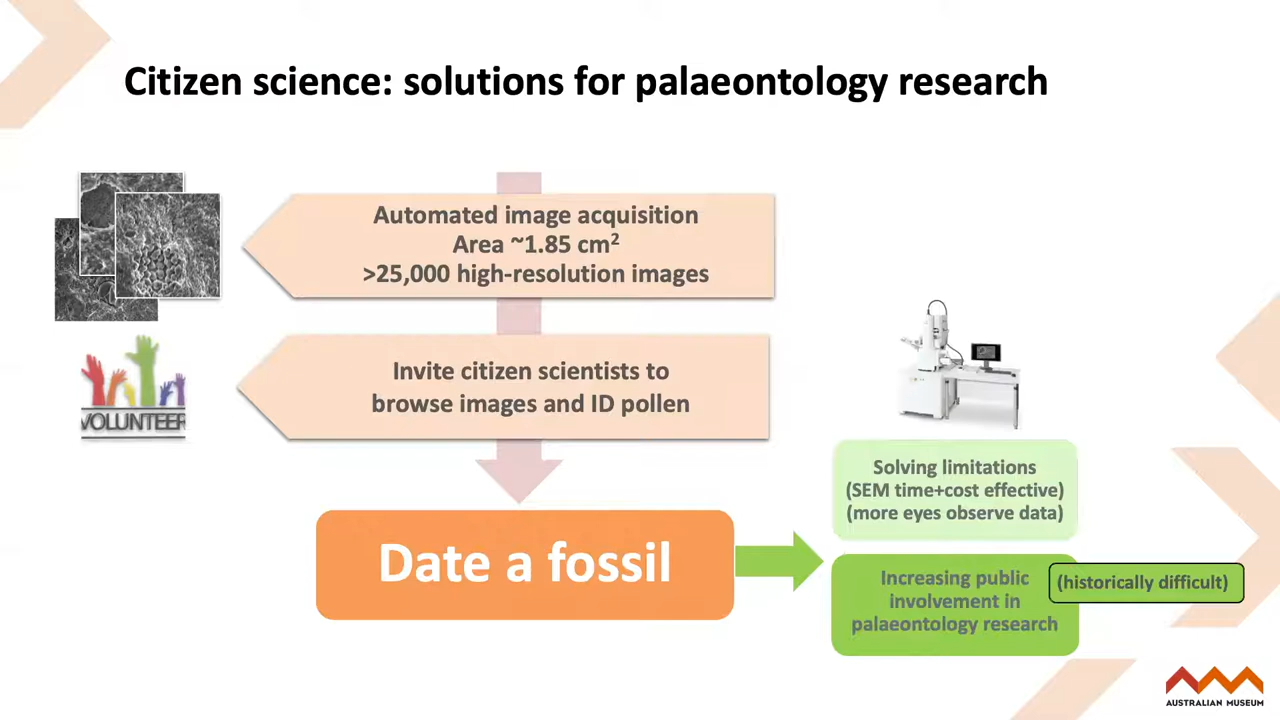 Citizen science: solutions for palaeontology research
Automated image acquisition
Area ~1.85 cm²
>25,000 high-resolution images
VOLUNTEER
Invite citizen scientists to
browse images and ID pollen
Date a fossil
Solving limitations
(SEM time+cost effective)
(more eyes observe data)
Increasing public
involvement in
palaeontology research
(historically difficult)
AUSTRALIAN MUSEUM